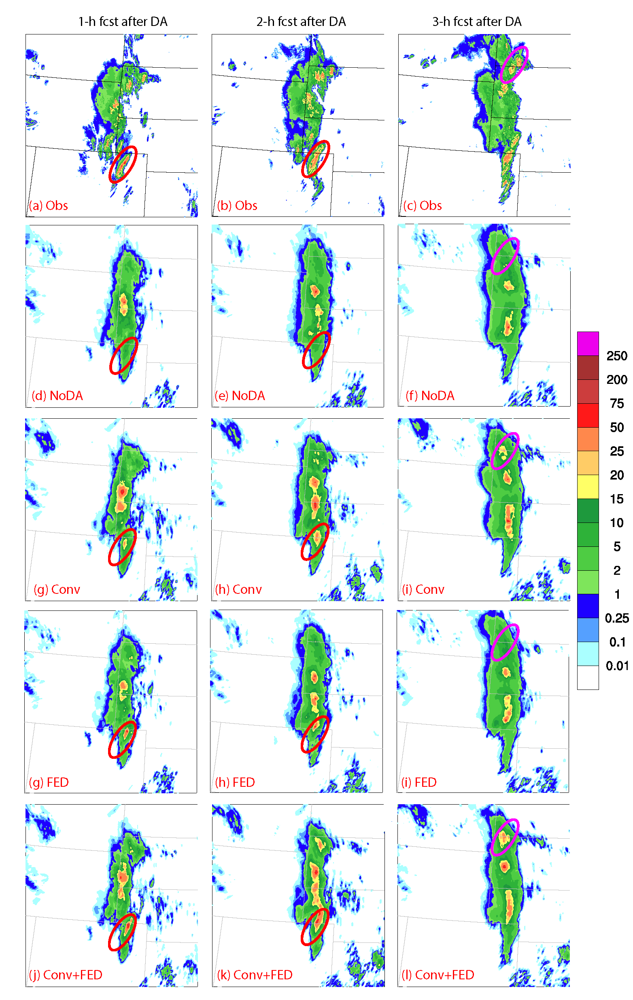 1-h fcst after DA
2-h fcst after DA
3-h fcst after DA
(a) Obs
(b) Obs
(c) Obs
(d) NoDA
(e) NoDA
(f) NoDA
(g) Conv
(h) Conv
(i) Conv
(g) FED
(h) FED
(i) FED
(j) Conv+FED
(k) Conv+FED
(l) Conv+FED
250
200
75
50
25
20
15
10
5
2
1
0.25
0.1
0.01